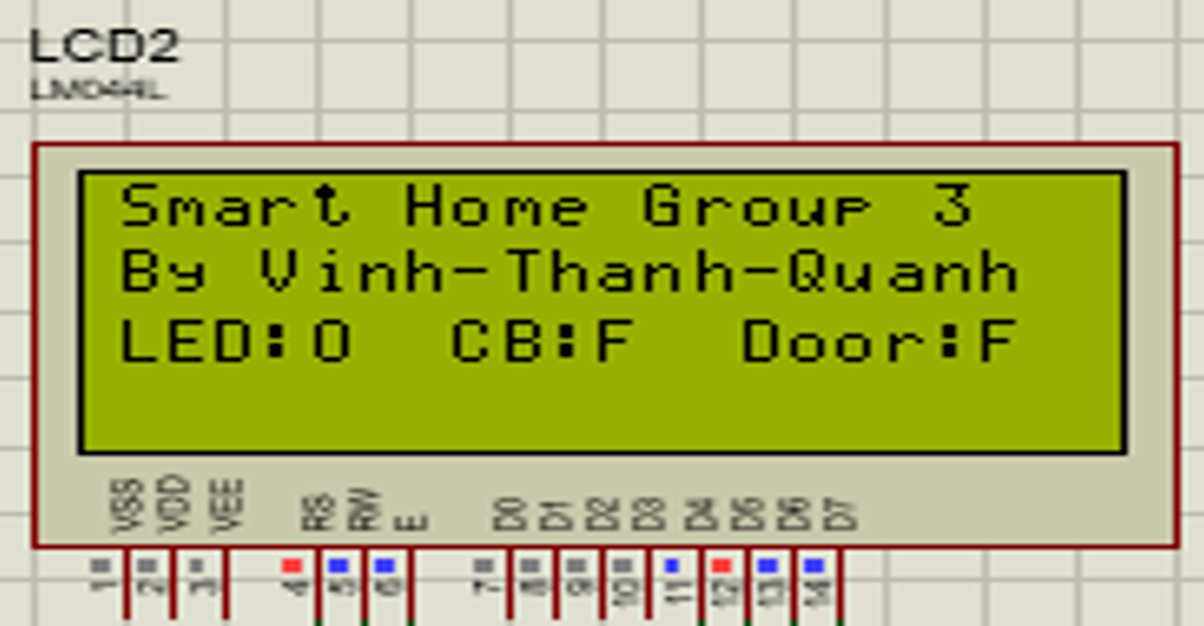 LCD2
LM044L
Smart Home Group 3
By Vinh-Thanh-Quanh
LED:O  CB:F  Door:F
VSS VDD VEE RS RW E D0 D1 D2 D3 D4 D5 D6 D7
1 2 3 4 5 6 7 8 9 10 11 12 13 14